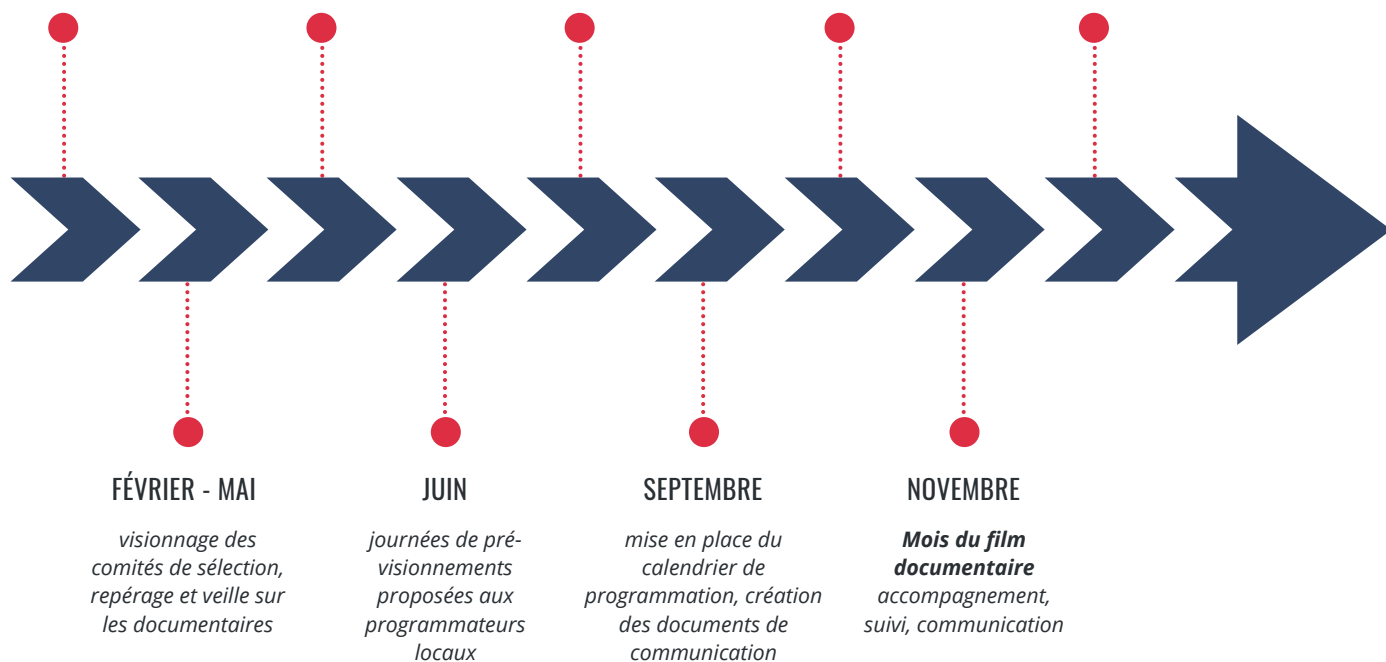 FÉVRIER - MAI
visionnage des
comités de sélection,
repérage et veille sur
les documentaires
JUIN
journées de pré-
visionnements
proposées aux
programmateurs
locaux
SEPTEMBRE
mise en place du
calendrier de
programmation, création
des documents de
communication
NOVEMBRE
Mois du film
documentaire
accompagnement,
suivi, communication